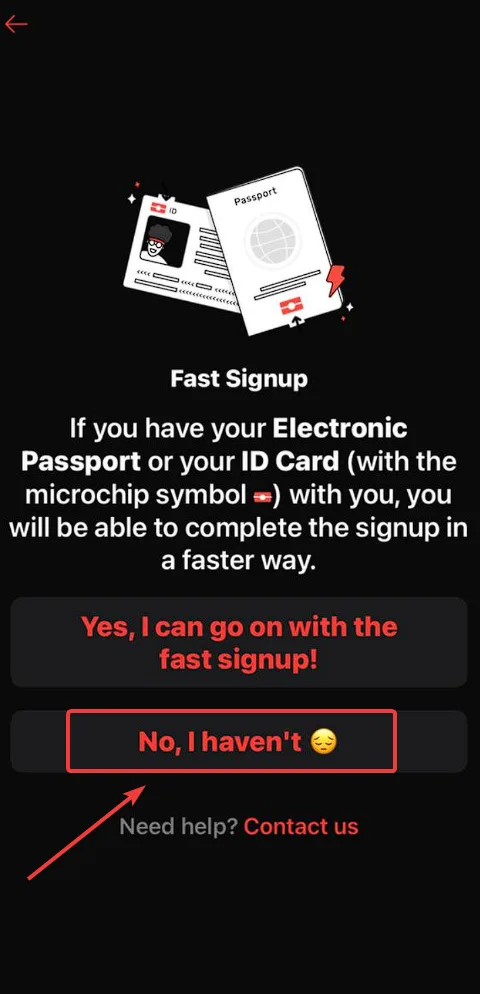 ID
Passport
Fast Signup
If you have your Electronic
Passport or your ID Card (with the
microchip symbol ) with you, you
will be able to complete the signup in
a faster way.
Yes, I can go on with the
fast signup!
No, I haven't 😔
Need help? Contact us